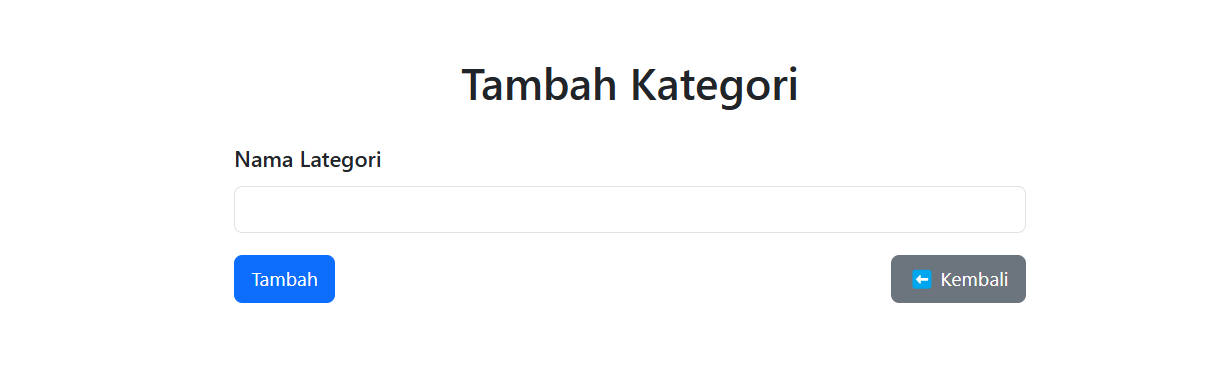 Tambah Kategori
Nama Lategori
Tambah
⬅️ Kembali